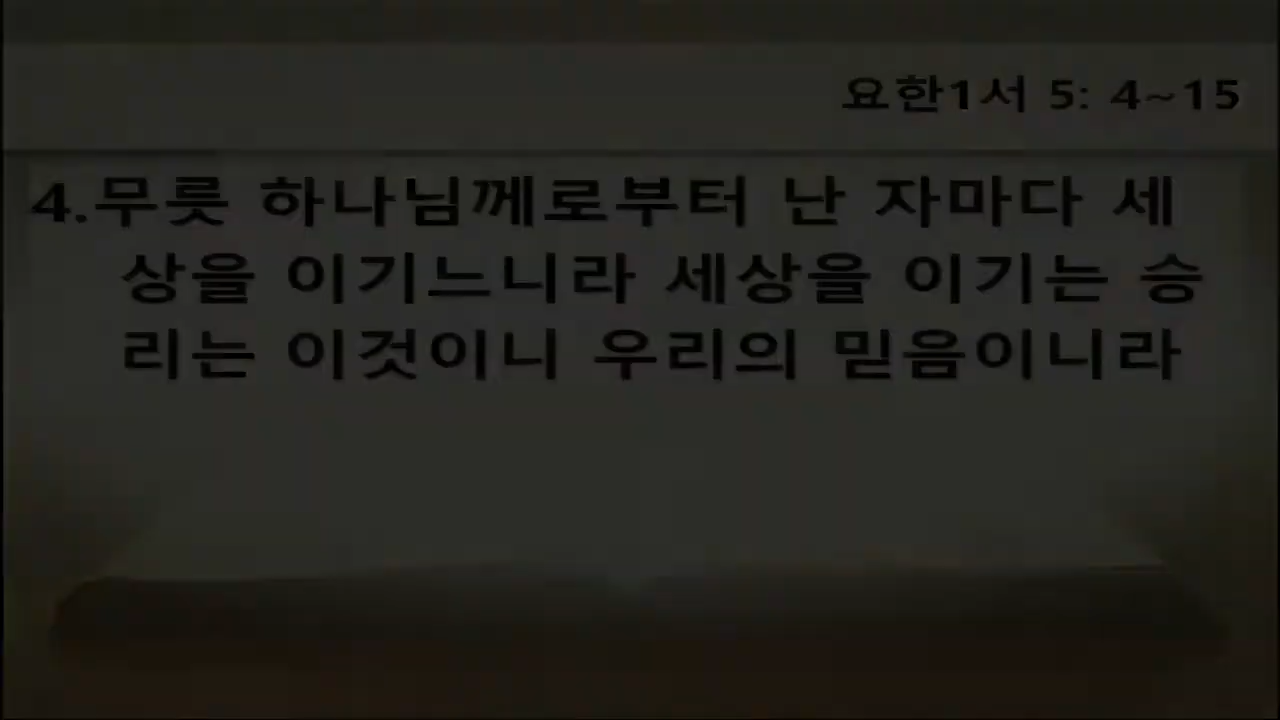 요한1서 5: 4~15
4.무릇 하나님께로부터 난 자마다 세
상을 이기느니라 세상을 이기는 승
리는 이것이니 우리의 믿음이니라